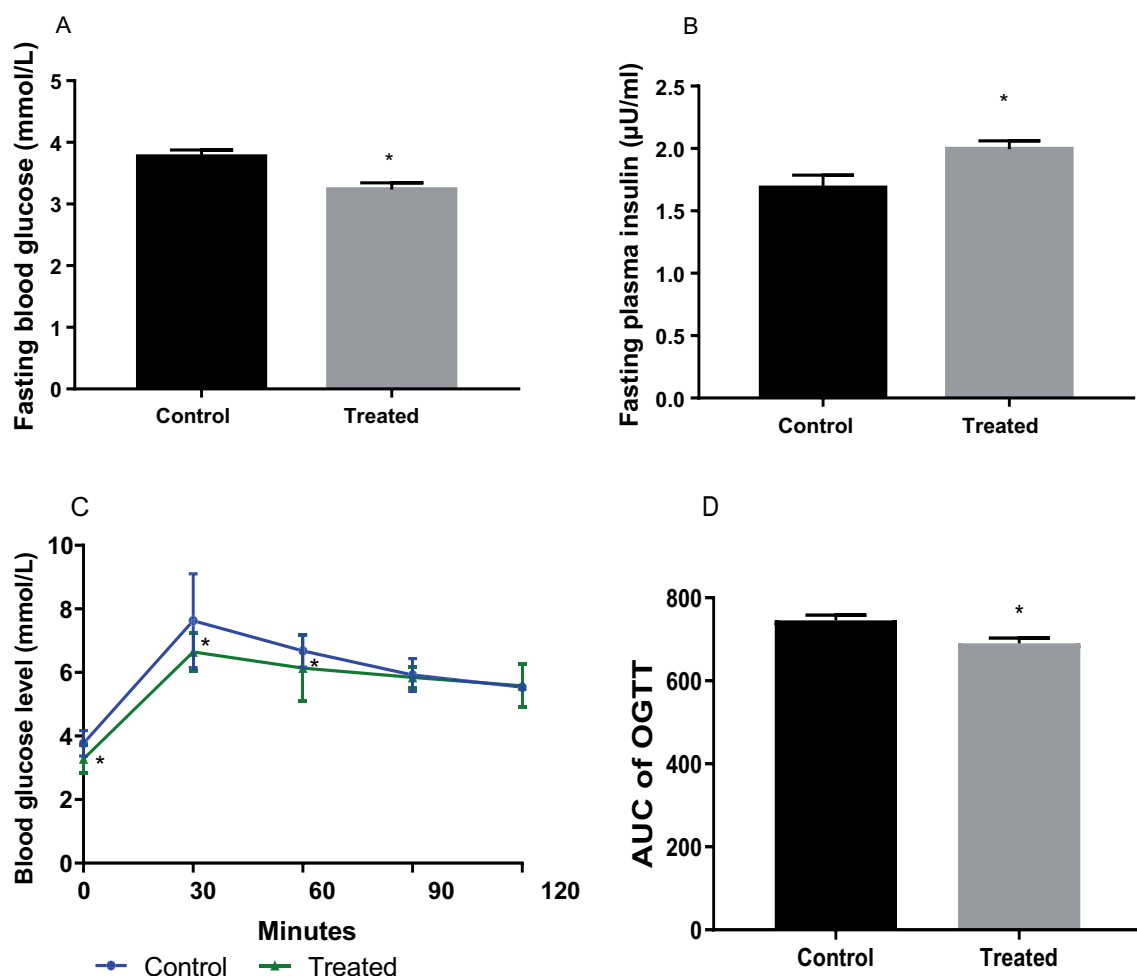 A
Fasting blood glucose (mmol/L)
5
4
3
2
1
0
*
Control Treated
B
Fasting plasma insulin (µU/ml)
2.5
2.0
1.5
1.0
0.5
0.0
*
Control Treated
C
Blood glucose level (mmol/L)
10
8
6
4
2
0
*
*
*
0 30 60 90 120
Minutes
Control Treated
D
AUC of OGTT
800
600
400
200
0
*
Control Treated